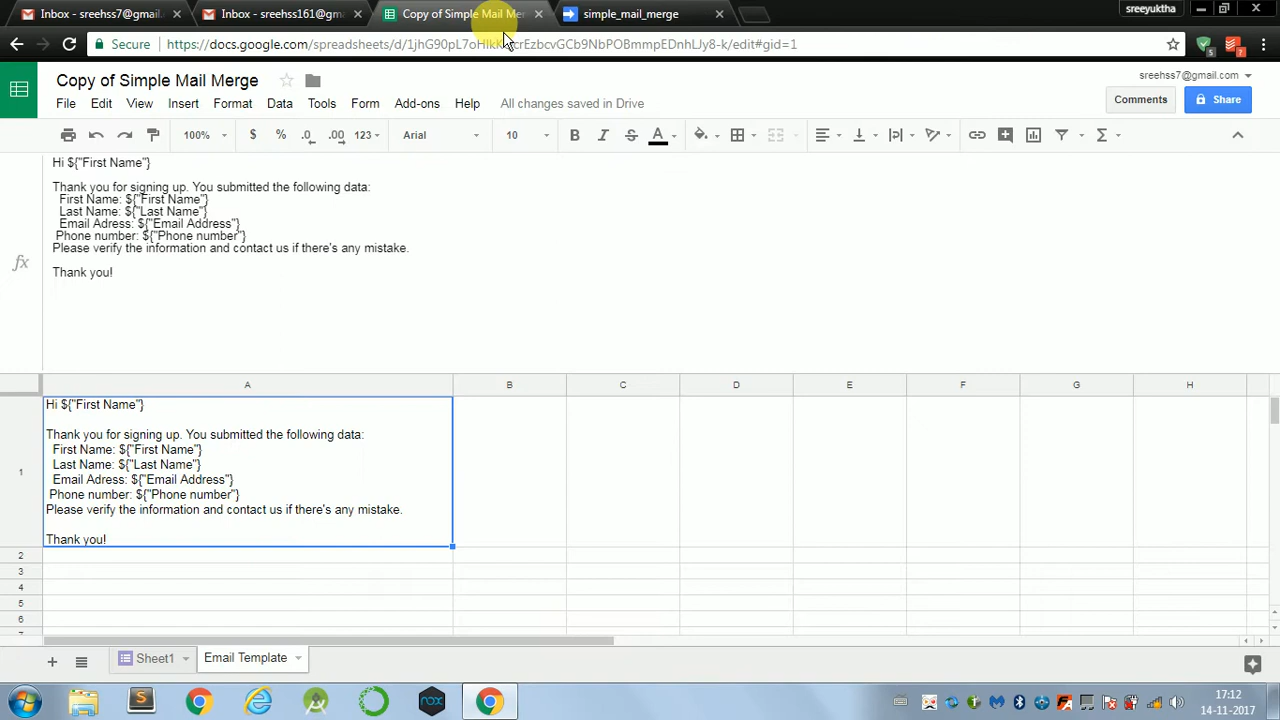 Inbox - sreehss7@gmail.
Inbox - sreehss161@gm
Copy of Simple Mail Mer
simple_mail_merge
sreeyuktha
Secure
Copy of Simple Mail Merge
sreehss7@gmail.com
File Edit View Insert Format Data Tools Form Add-ons Help All changes saved in Drive
Comments
Share
100% $ % .0 .00 123 Arial 10 B I S A
Hi ${"First Name"}
Thank you for signing up. You submitted the following data:
First Name: ${"First Name"}
Last Name: ${"Last Name"}
Email Adress: ${"Email Address"}
Phone number: ${"Phone number"}
Please verify the information and contact us if there's any mistake.
Thank you!
fx
A B C D E F G H
Hi ${"First Name"}
Thank you for signing up. You submitted the following data:
First Name: ${"First Name"}
Last Name: ${"Last Name"}
1
Email Adress: ${"Email Address"}
Phone number: ${"Phone number"}
Please verify the information and contact us if there's any mistake.
Thank you!
2
3
4
5
6
Sheet1
Email Template
nox
17:12
14-11-2017